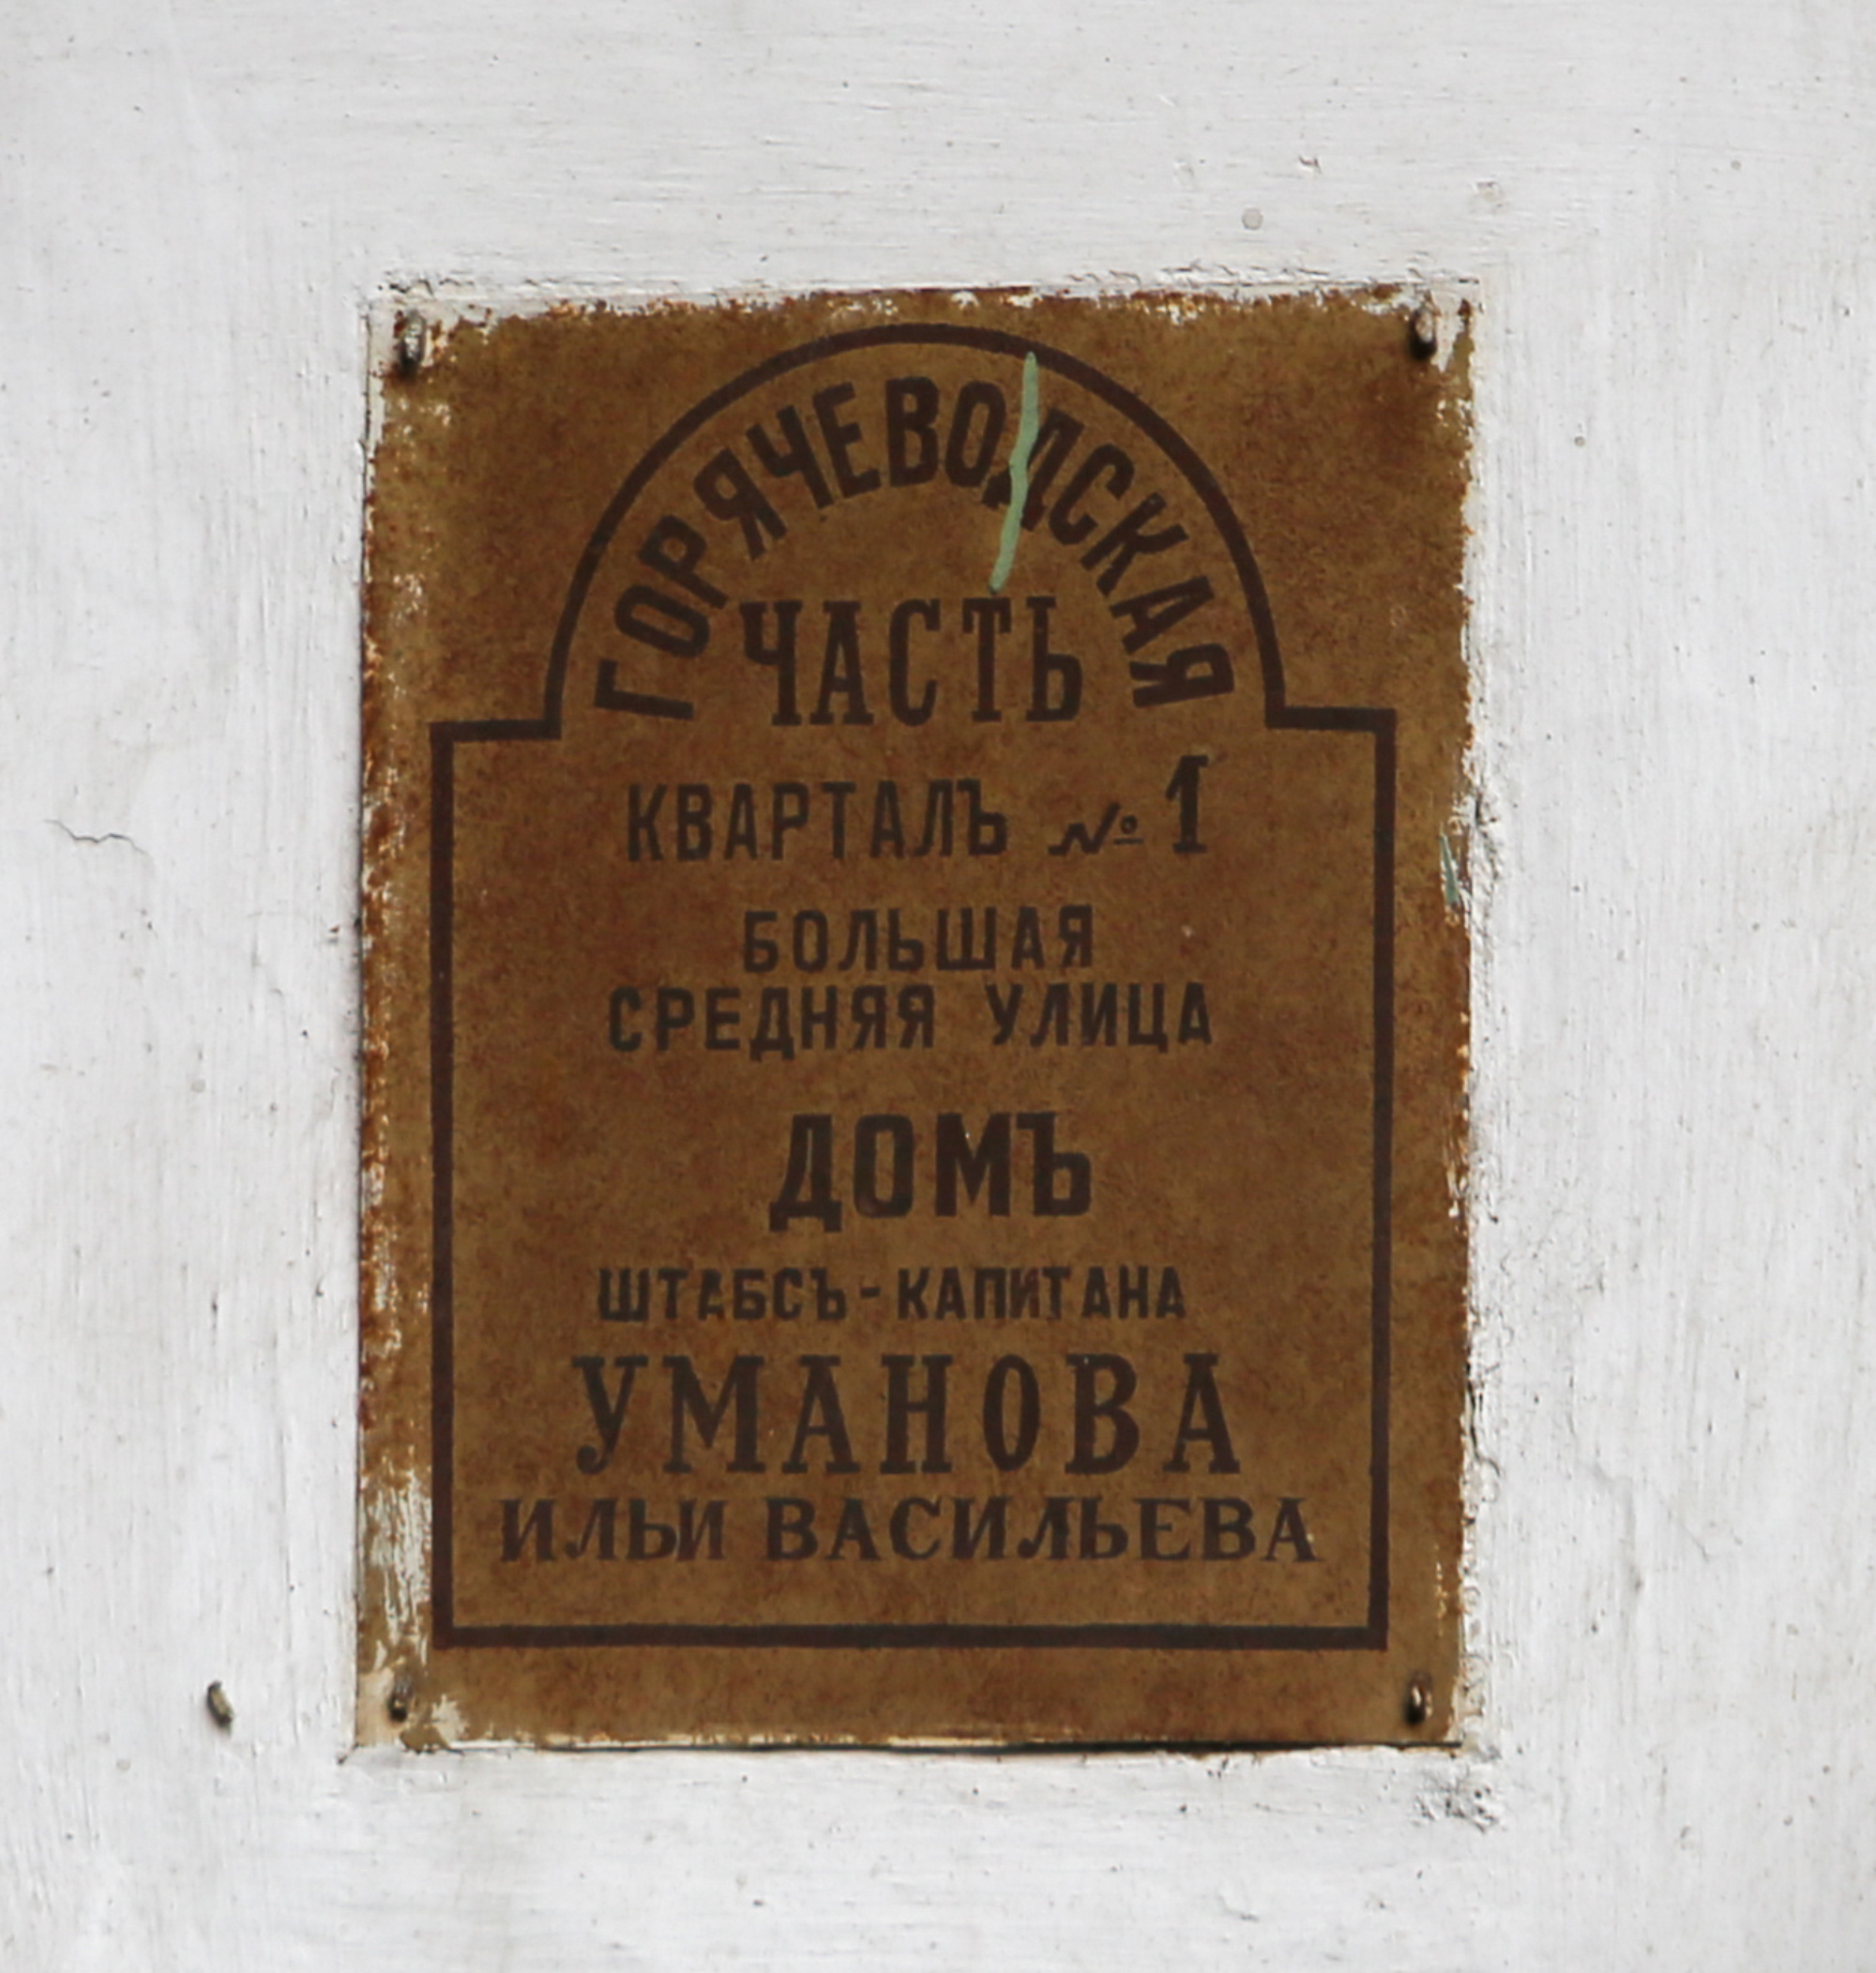 ГОРЯЧЕВОДСКАЯ
ЧАСТЬ
КВАРТАЛЪ № 1
БОЛЬШАЯ
СРЕДНЯЯ УЛИЦА
ДОМЪ
ШТАБСЪ-КАПИТАНА
УМАНОВА
ИЛЬИ ВАСИЛЬЕВА